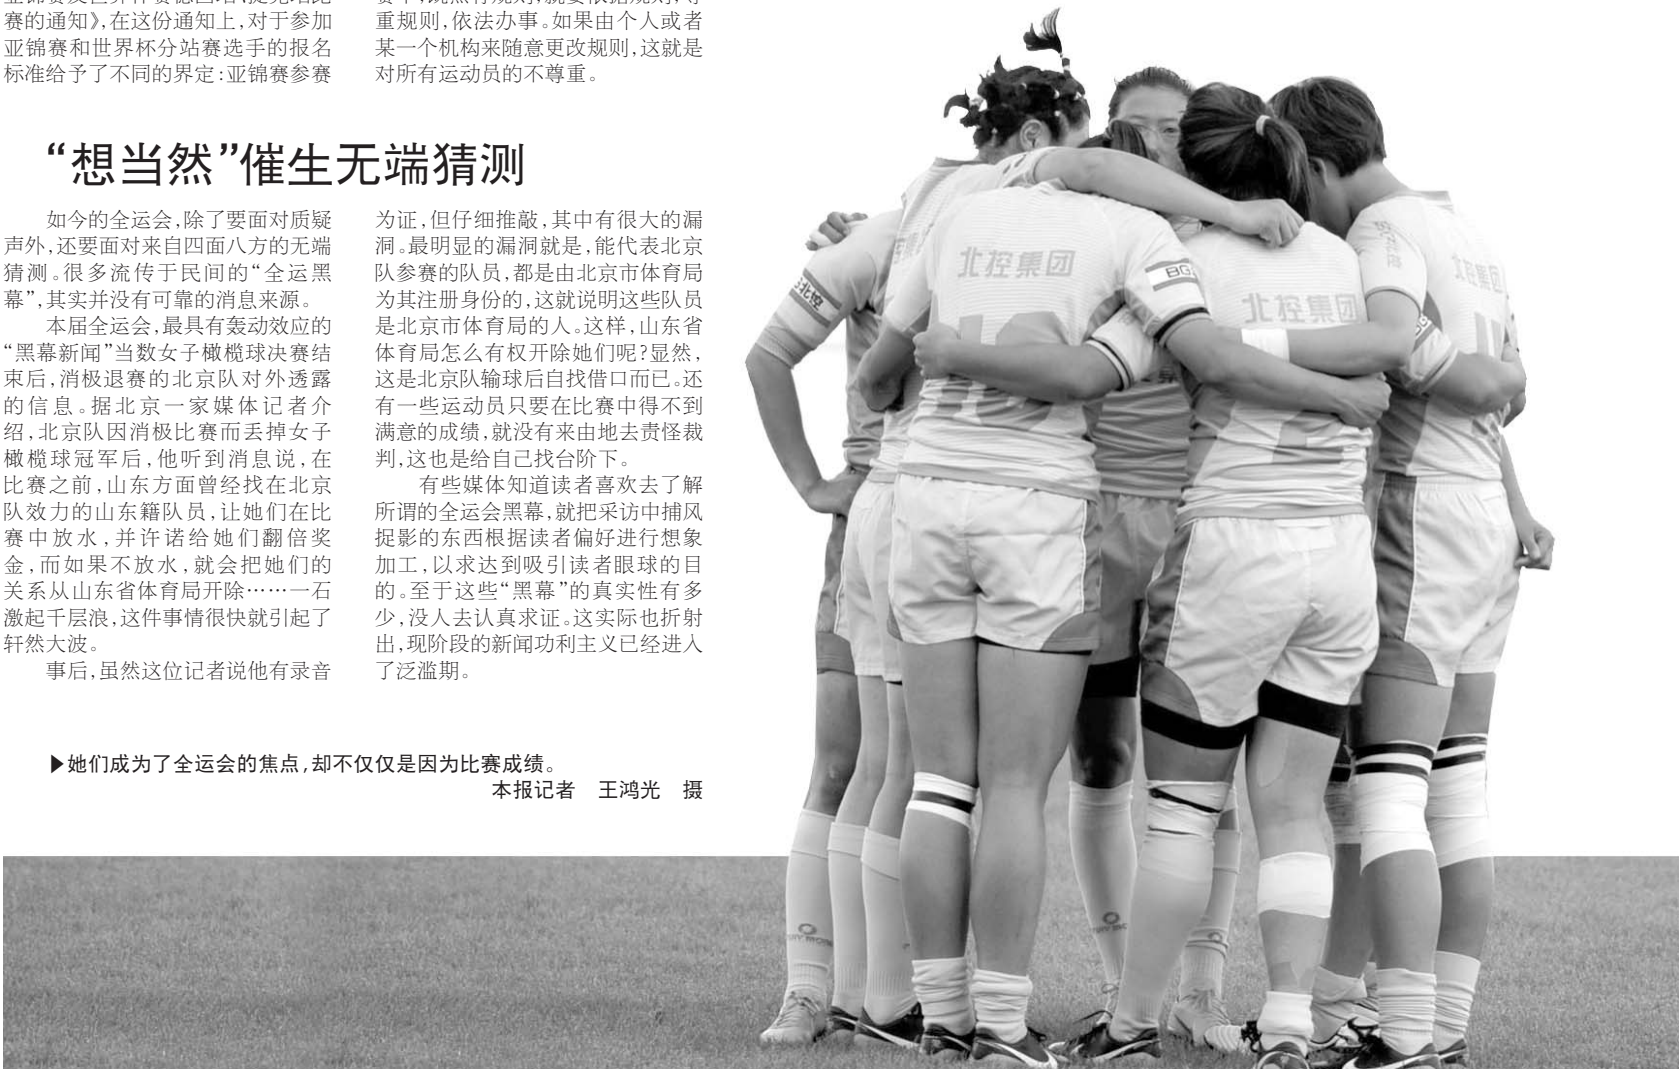 赛的通知》,在这份通知上,对于参加
亚锦赛和世界杯分站赛选手的报名
标准给予了不同的界定:亚锦赛参赛
重规则,依法办事。如果由个人或者
某一个机构来随意更改规则,这就是
对所有运动员的不尊重。
“想当然”催生无端猜测
如今的全运会,除了要面对质疑
声外,还要面对来自四面八方的无端
猜测。很多流传于民间的“全运黑
幕”,其实并没有可靠的消息来源。
本届全运会,最具有轰动效应的
“黑幕新闻”当数女子橄榄球决赛结
束后,消极退赛的北京队对外透露
的信息。据北京一家媒体记者介
绍,北京队因消极比赛而丢掉女子
橄榄球冠军后,他听到消息说,在
比赛之前,山东方面曾经找在北京
队效力的山东籍队员,让她们在比
赛中放水,并许诺给她们翻倍奖
金,而如果不放水,就会把她们的
关系从山东省体育局开除……一石
激起千层浪,这件事情很快就引起了
轩然大波。
事后,虽然这位记者说他有录音
为证,但仔细推敲,其中有很大的漏
洞。最明显的漏洞就是,能代表北京
队参赛的队员,都是由北京市体育局
为其注册身份的,这就说明这些队员
是北京市体育局的人。这样,山东省
体育局怎么有权开除她们呢?显然,
这是北京队输球后自找借口而已。还
有一些运动员只要在比赛中得不到
满意的成绩,就没有来由地去责怪裁
判,这也是给自己找台阶下。
有些媒体知道读者喜欢去了解
所谓的全运会黑幕,就把采访中捕风
捉影的东西根据读者偏好进行想象
加工,以求达到吸引读者眼球的目
的。至于这些“黑幕”的真实性有多
少,没人去认真求证。这实际也折射
出,现阶段的新闻功利主义已经进入
了泛滥期。
▶她们成为了全运会的焦点,却不仅仅是因为比赛成绩。
本报记者 王鸿光 摄
北控集团
北控集团
北控集团
北控